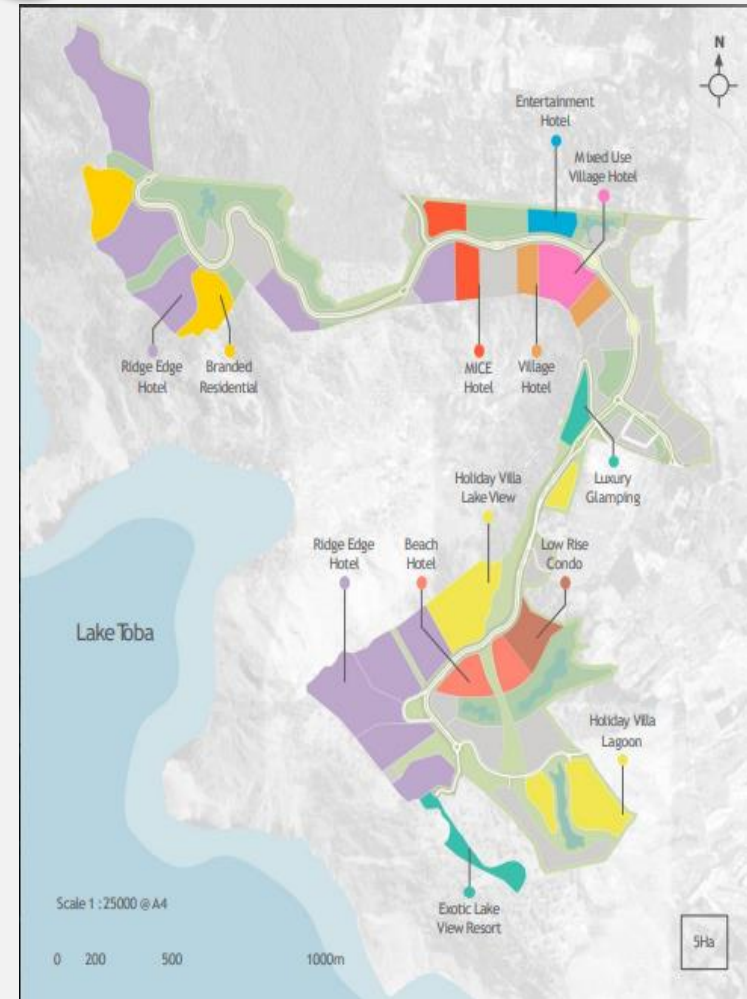 N
Entertainment
Hotel
Mixed Use
Village Hotel
Ridge Edge
Hotel
Branded
Residential
MICE
Hotel
Village
Hotel
Luxury
Glamping
Holiday Villa
Lake View
Ridge Edge
Hotel
Beach
Hotel
Low Rise
Condo
Lake Toba
Holiday Villa
Lagoon
Exotic Lake
View Resort
Scale 1 : 25000 @ A4
0 200 500 1000m
5Ha